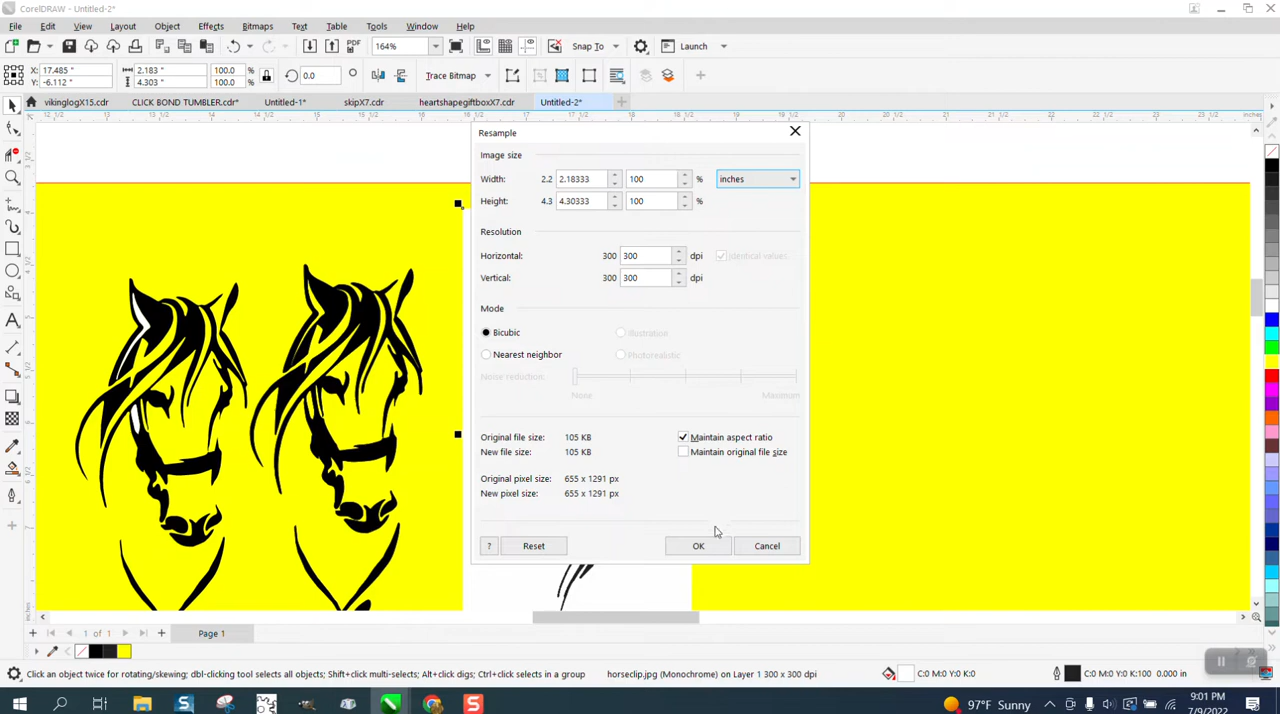 CorelDRAW - Untitled-2*
File Edit View Layout Object Effects Bitmaps Text Table Tools Window Help
PDF 164% Snap To Launch
X: 17.485 " 2.183 " 100.0 % 0.0 Trace Bitmap
Y: -6.112 " 4.303 " 100.0 %
vikinglogX15.cdr CLICK BOND TUMBLER.cdr* Untitled-1* skipX7.cdr heartshapegiftboxX7.cdr Untitled-2*
Resample
Image size
Width: 2.2 2.18333 100 % inches
Height: 4.3 4.30333 100 %
Resolution
Horizontal: 300 300 dpi Identical values
Vertical: 300 300 dpi
Mode
Bicubic Illustration
Nearest neighbor Photorealistic
Noise reduction:
None Maximum
Original file size: 105 KB Maintain aspect ratio
New file size: 105 KB Maintain original file size
Original pixel size: 655 x 1291 px
New pixel size: 655 x 1291 px
? Reset OK Cancel
1 of 1 Page 1
Click an object twice for rotating/skewing; dbl-clicking tool selects all objects; Shift+click multi-selects; Alt+click digs; Ctrl+click selects in a group horseclip.jpg (Monochrome) on Layer 1 300 x 300 dpi C:0 M:0 Y:0 K:0 C:0 M:0 Y:0 K:100 0.000 in
97°F Sunny 9:01 PM
7/9/2022